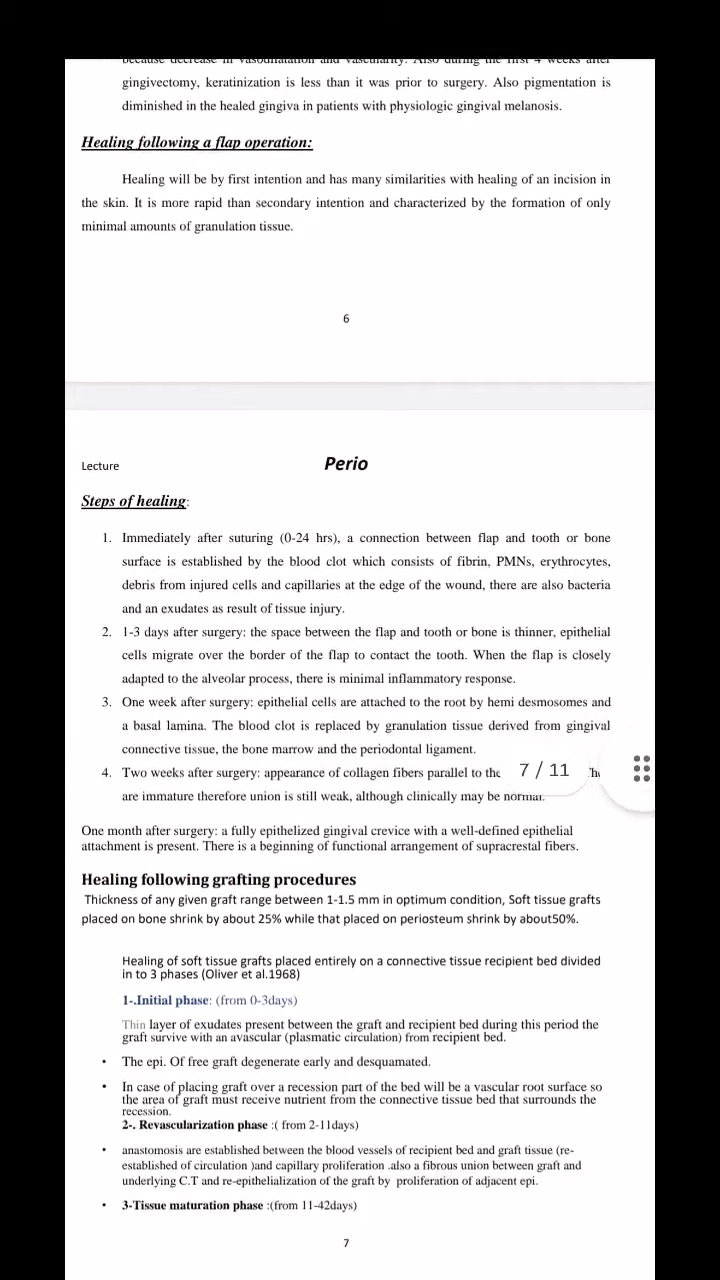 because decrease in vasodilatation and vascularity. Also during the first 4 weeks after
gingivectomy, keratinization is less than it was prior to surgery. Also pigmentation is
diminished in the healed gingiva in patients with physiologic gingival melanosis.
Healing following a flap operation:
Healing will be by first intention and has many similarities with healing of an incision in
the skin. It is more rapid than secondary intention and characterized by the formation of only
minimal amounts of granulation tissue.
6
Lecture Perio
Steps of healing:
1. Immediately after suturing (0-24 hrs), a connection between flap and tooth or bone
surface is established by the blood clot which consists of fibrin, PMNs, erythrocytes,
debris from injured cells and capillaries at the edge of the wound, there are also bacteria
and an exudates as result of tissue injury.
2. 1-3 days after surgery: the space between the flap and tooth or bone is thinner, epithelial
cells migrate over the border of the flap to contact the tooth. When the flap is closely
adapted to the alveolar process, there is minimal inflammatory response.
3. One week after surgery: epithelial cells are attached to the root by hemi desmosomes and
a basal lamina. The blood clot is replaced by granulation tissue derived from gingival
connective tissue, the bone marrow and the periodontal ligament.
4. Two weeks after surgery: appearance of collagen fibers parallel to the
7 / 11
are immature therefore union is still weak, although clinically may be normal.
One month after surgery: a fully epithelized gingival crevice with a well-defined epithelial
attachment is present. There is a beginning of functional arrangement of supracrestal fibers.
Healing following grafting procedures
Thickness of any given graft range between 1-1.5 mm in optimum condition, Soft tissue grafts
placed on bone shrink by about 25% while that placed on periosteum shrink by about50%.
Healing of soft tissue grafts placed entirely on a connective tissue recipient bed divided
in to 3 phases (Oliver et al.1968)
1-.Initial phase: (from 0-3days)
Thin layer of exudates present between the graft and recipient bed during this period the
graft survive with an avascular (plasmatic circulation) from recipient bed.
• The epi. Of free graft degenerate early and desquamated.
• In case of placing graft over a recession part of the bed will be a vascular root surface so
the area of graft must receive nutrient from the connective tissue bed that surrounds the
recession.
2-. Revascularization phase :( from 2-11days)
• anastomosis are established between the blood vessels of recipient bed and graft tissue (re-
established of circulation )and capillary proliferation .also a fibrous union between graft and
underlying C.T and re-epithelialization of the graft by proliferation of adjacent epi.
• 3-Tissue maturation phase :(from 11-42days)
7